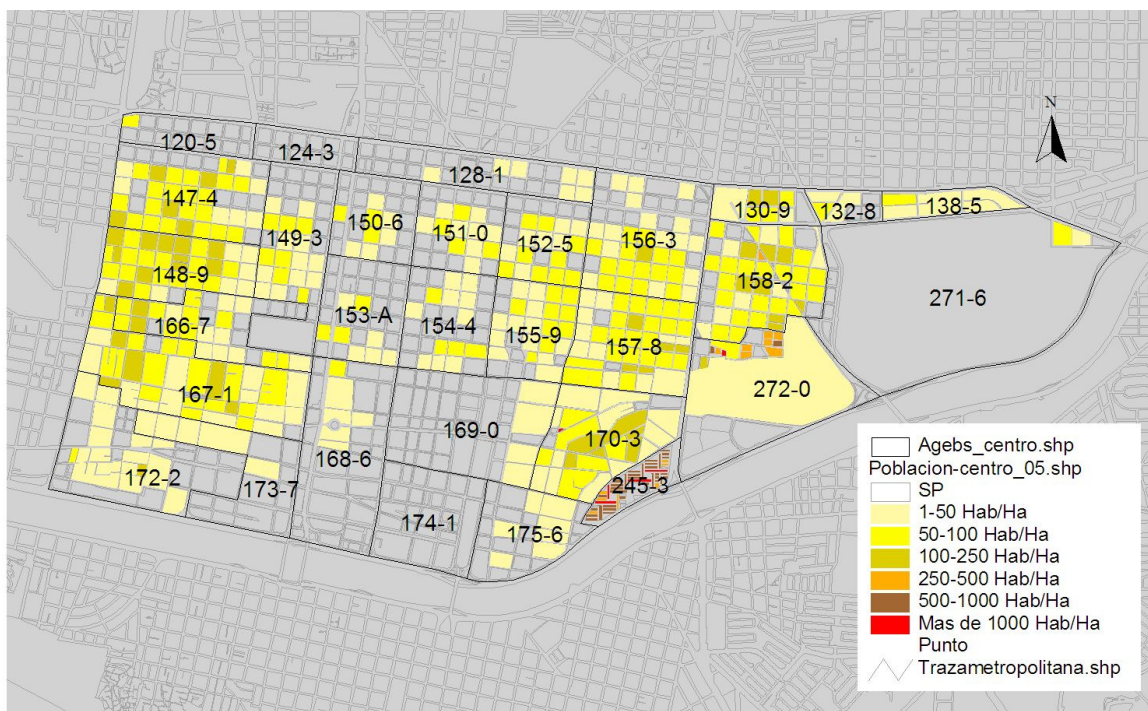 N
120-5
124-3
128-1
147-4
130-9
132-8
138-5
150-6
149-3
151-0
152-5
156-3
148-9
158-2
271-6
153-A
154-4
166-7
155-9
157-8
167-1
272-0
169-0
170-3
168-6
172-2
173-7
245-3
174-1
175-6
Agebs_centro.shp
Poblacion-centro_05.shp
SP
1-50 Hab/Ha
50-100 Hab/Ha
100-250 Hab/Ha
250-500 Hab/Ha
500-1000 Hab/Ha
Mas de 1000 Hab/Ha
Punto
Trazametropolitana.shp